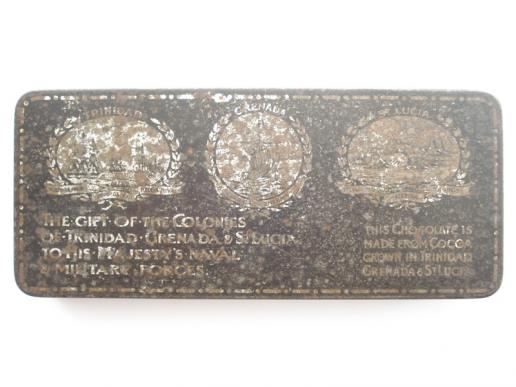 TRINIDAD
GRENADA
ST LUCIA
THE GIFT OF THE COLONIES
OF TRINIDAD GRENADA & ST LUCIA
TO HIS MAJESTY'S NAVAL
& MILITARY FORCES
THIS CHOCOLATE IS
MADE FROM COCOA
GROWN IN TRINIDAD
GRENADA & ST LUCIA